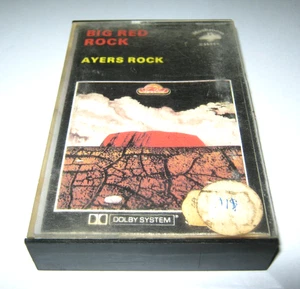 BIG RED
ROCK
AYERS ROCK
DOLBY SYSTEM